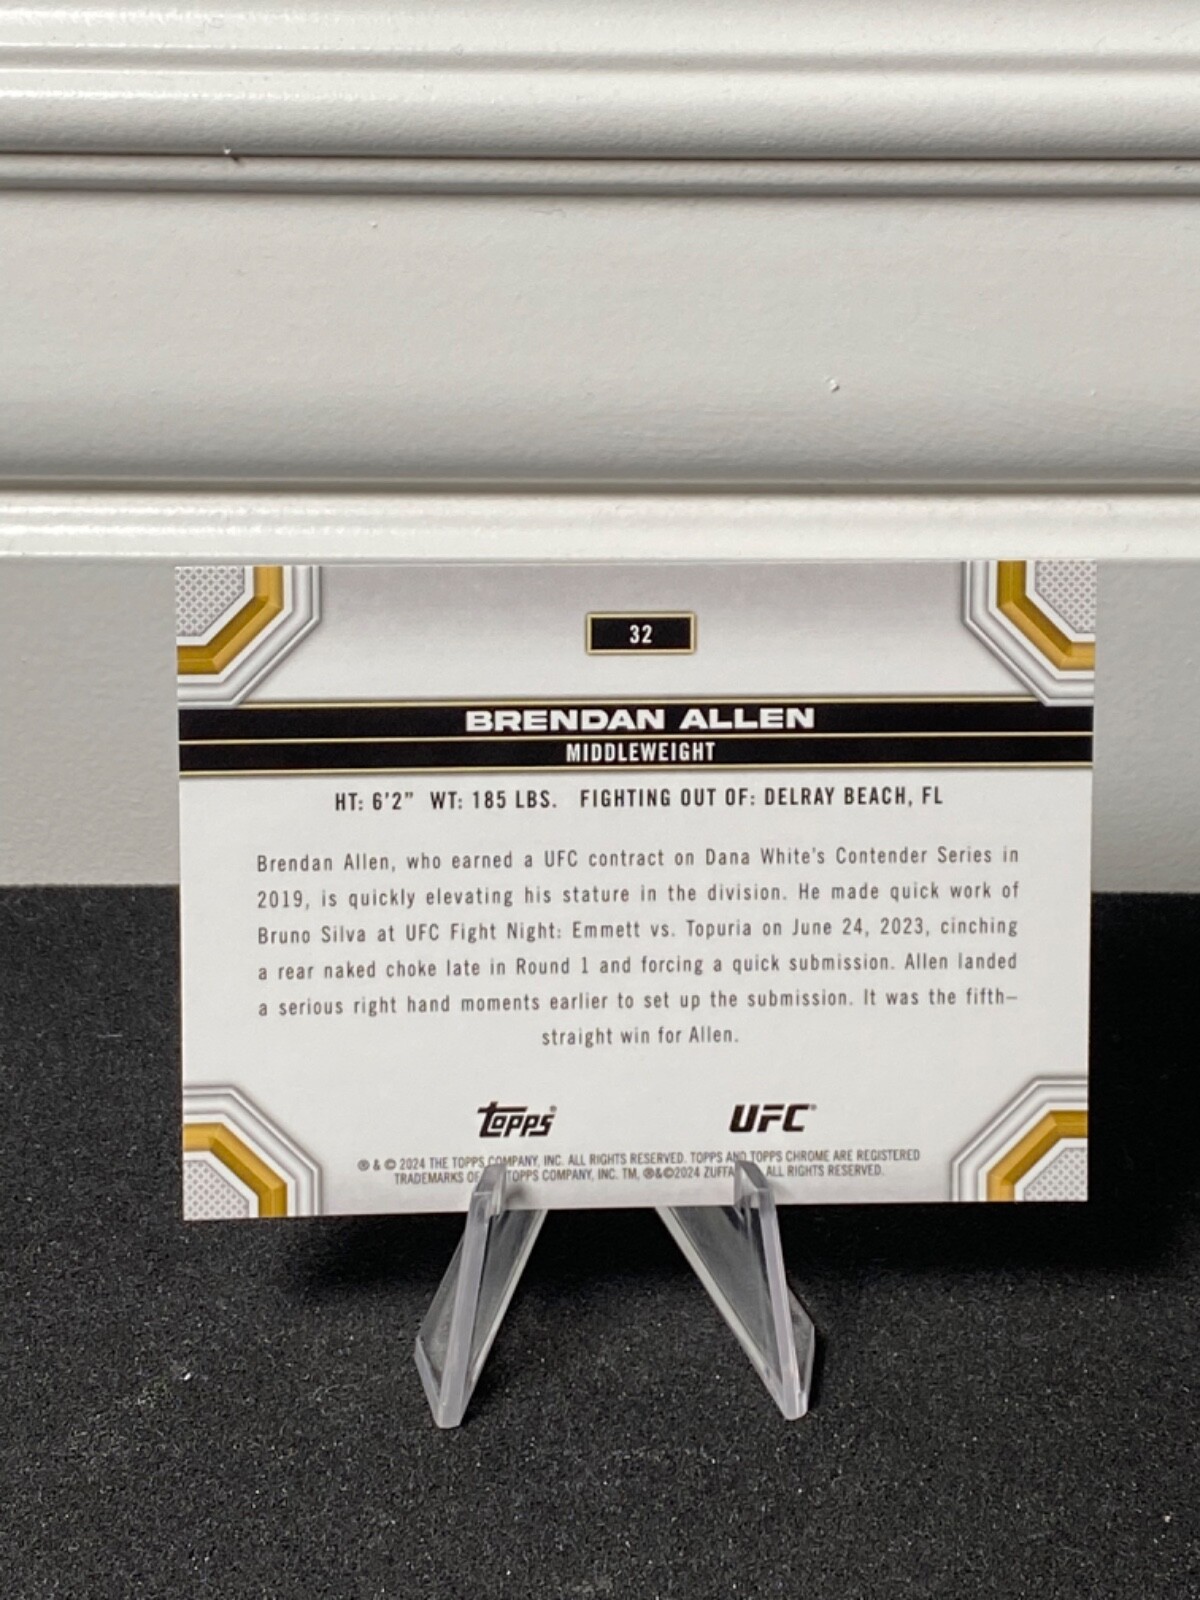 32
BRENDAN ALLEN
MIDDLEWEIGHT
HT: 6'2" WT: 185 LBS. FIGHTING OUT OF: DELRAY BEACH, FL
Brendan Allen, who earned a UFC contract on Dana White's Contender Series in
2019, is quickly elevating his stature in the division. He made quick work of
Bruno Silva at UFC Fight Night: Emmett vs. Topuria on June 24, 2023, cinching
a rear naked choke late in Round 1 and forcing a quick submission. Allen landed
a serious right hand moments earlier to set up the submission. It was the fifth–
straight win for Allen.
Topps® UFC®
® & © 2024 THE TOPPS COMPANY, INC. ALL RIGHTS RESERVED. TOPPS AND TOPPS CHROME ARE REGISTERED
TRADEMARKS OF TOPPS COMPANY, INC. TM, ®&©2024 ZUFFA ALL RIGHTS RESERVED.